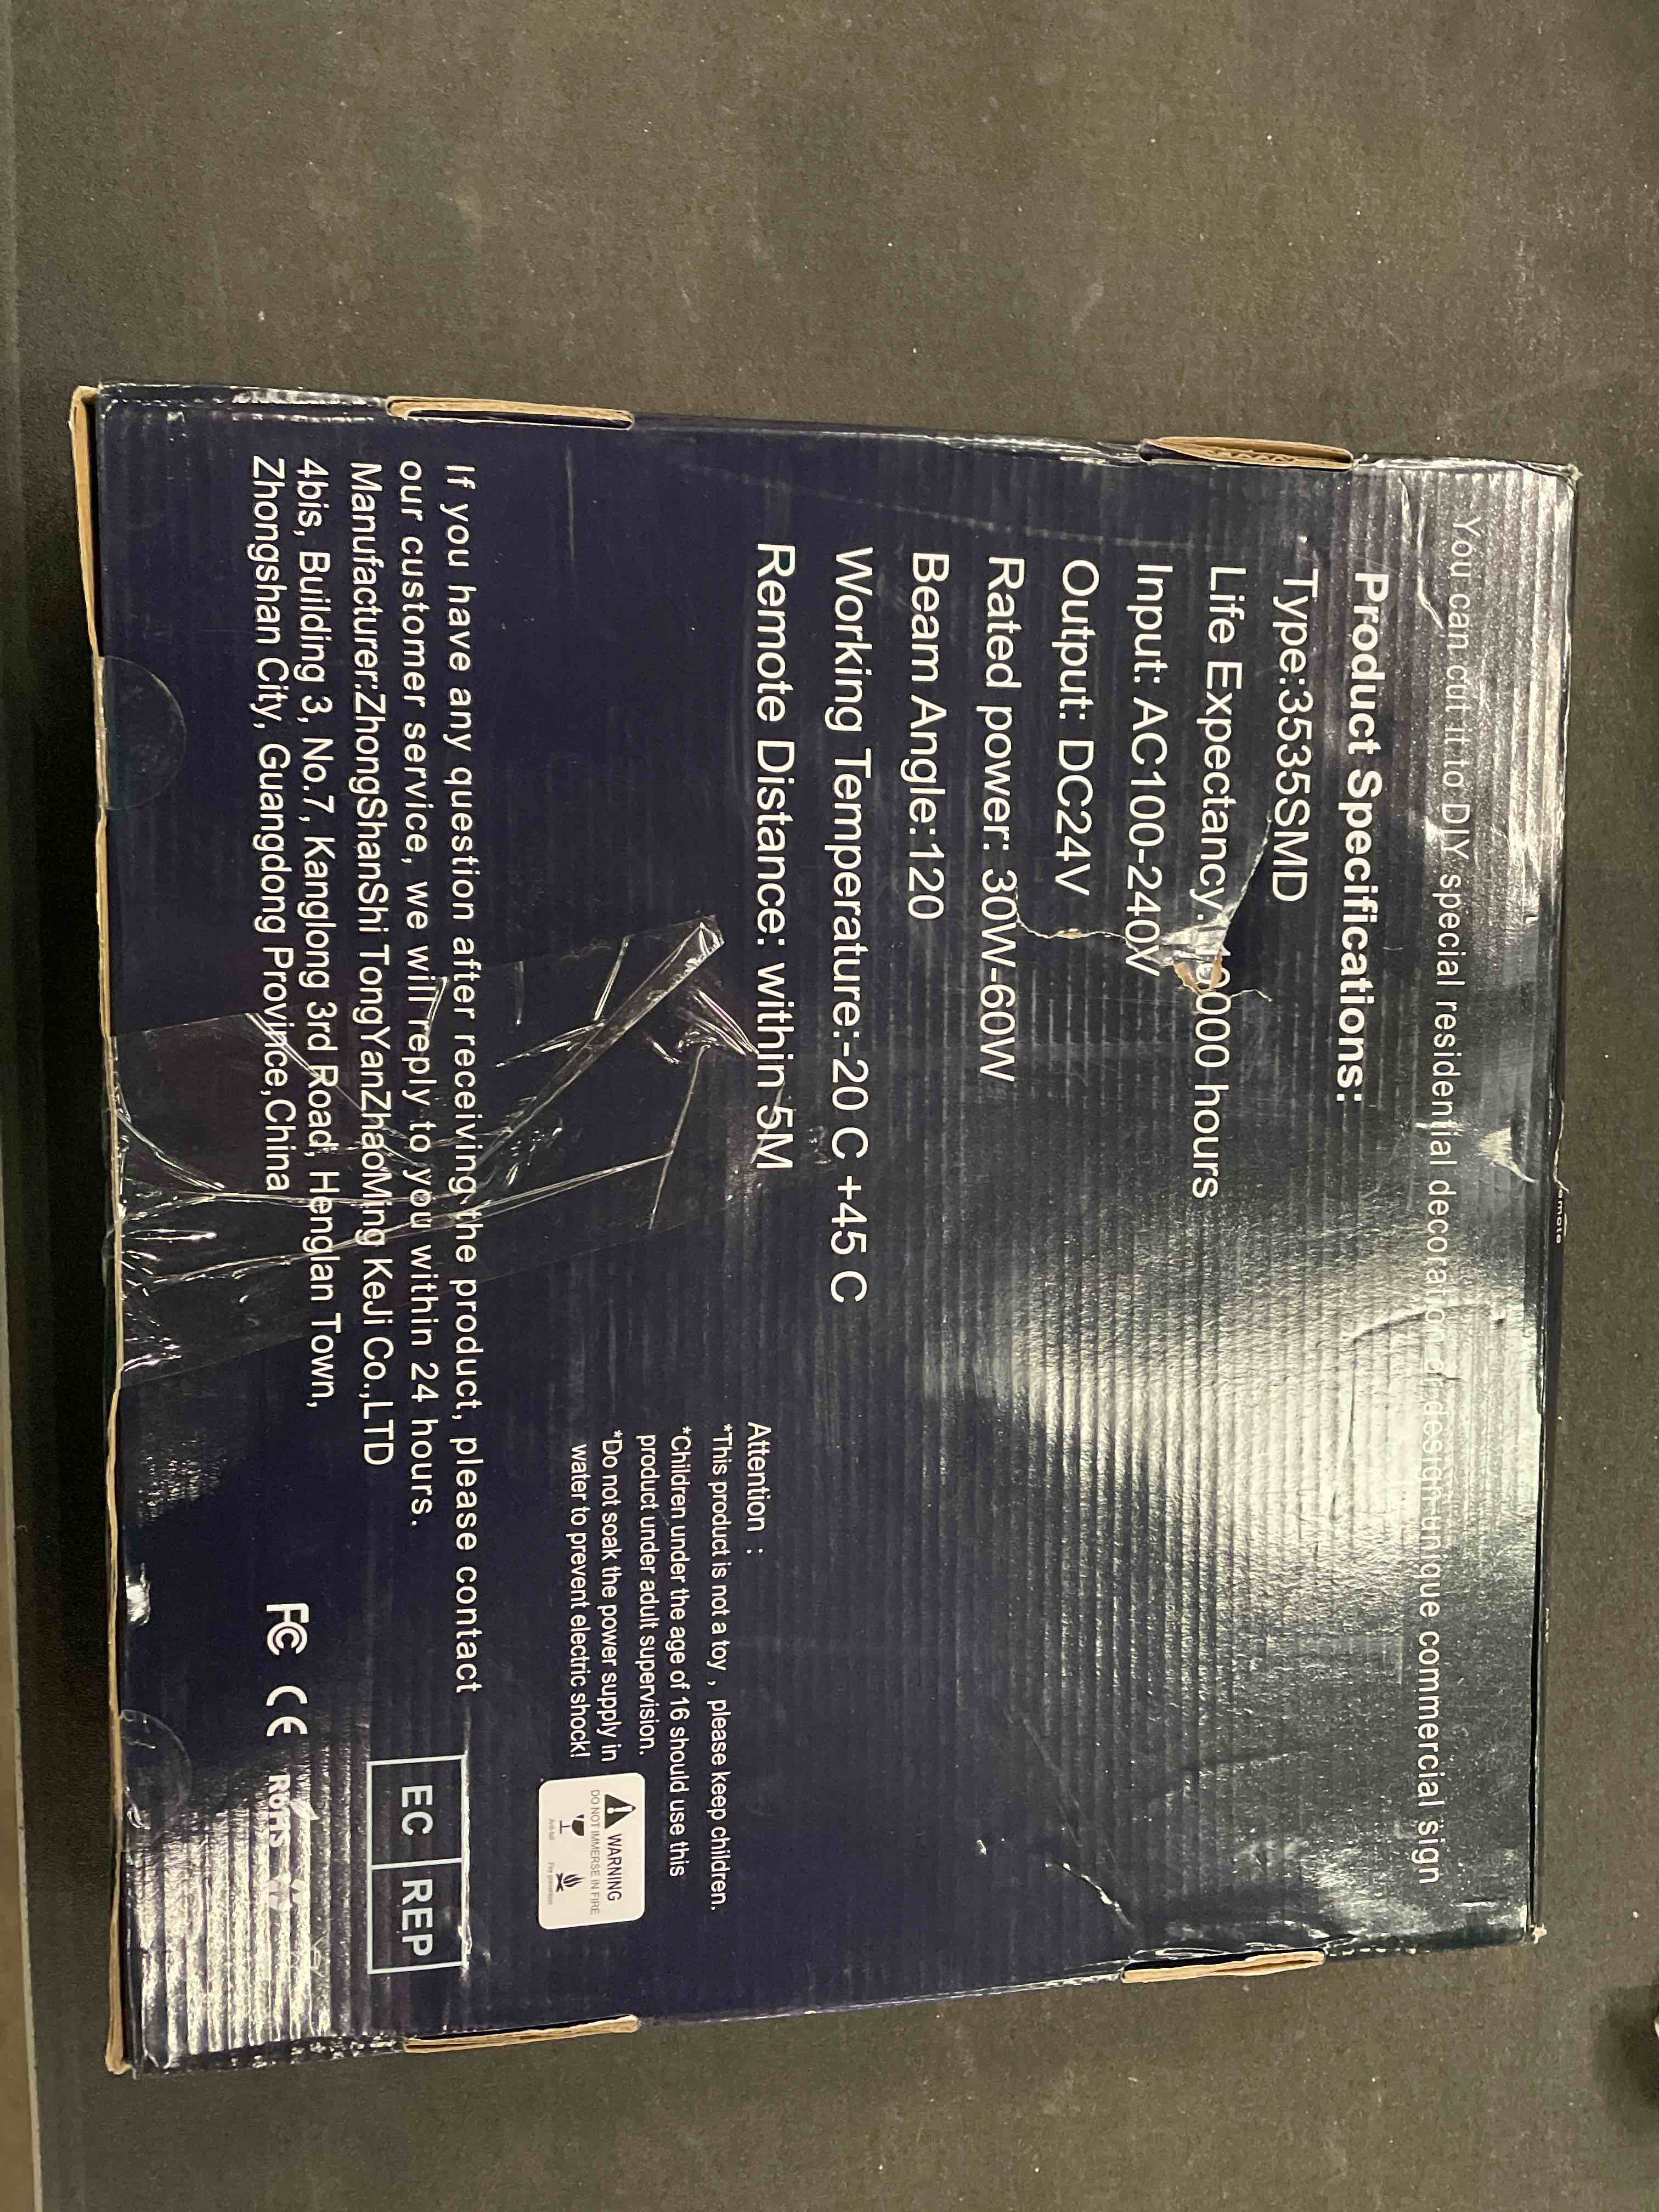 You can cut it to DIY special residential decoration or design unique commercial sign
Product Specifications:
Type:3535SMD
Life Expectancy: 0000 hours
Input: AC100-240V
Output: DC24V
Rated power: 30W-60W
Beam Angle:120
Working Temperature:-20 C +45 C
Remote Distance: within 5M
Attention :
*This product is not a toy , please keep children.
*Children under the age of 16 should use this
product under adult supervision.
*Do not soak the power supply in
water to prevent electric shock!
WARNING
DO NOT IMMERSE IN FIRE
If you have any question after receiving the product, please contact
our customer service, we will reply to you within 24 hours.
Manufacturer:ZhongShanShi TongYanZhaoMing KeJi Co.,LTD
4bis, Building 3, No.7, Kanglong 3rd Road, Henglan Town,
Zhongshan City, Guangdong Province,China
EC REP
FC CE RoHS